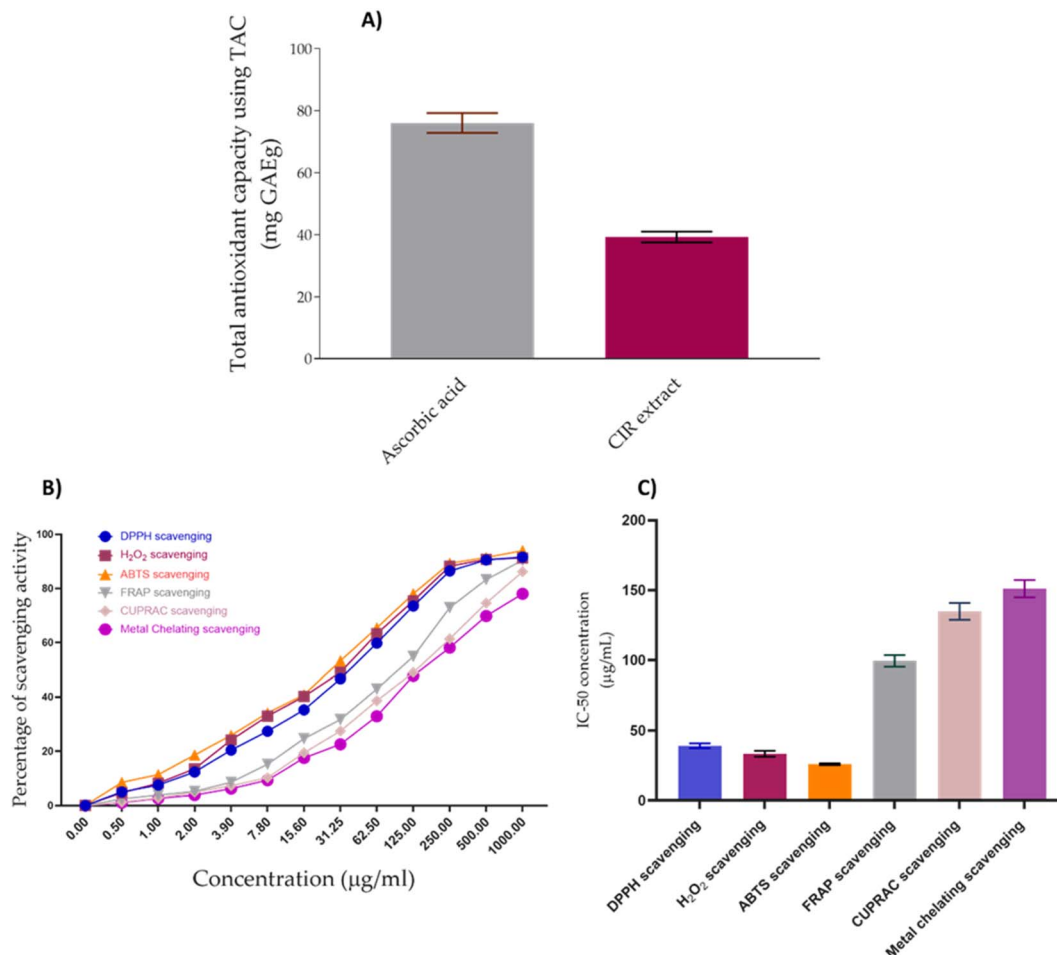 A)
Total antioxidant capacity using TAC
(mg GAEg)
100
80
60
40
20
0
Ascorbic acid
CIR extract
B)
Percentage of scavenging activity
100
80
60
40
20
0
DPPH scavenging
H₂O₂ scavenging
ABTS scavenging
FRAP scavenging
CUPRAC scavenging
Metal Chelating scavenging
0.00
0.50
1.00
2.00
3.90
7.80
15.60
31.25
62.50
125.00
250.00
500.00
1000.00
Concentration (µg/ml)
C)
IC-50 concentration
(µg/mL)
200
150
100
50
0
DPPH scavenging
H₂O₂ scavenging
ABTS scavenging
FRAP scavenging
CUPRAC scavenging
Metal chelating scavenging